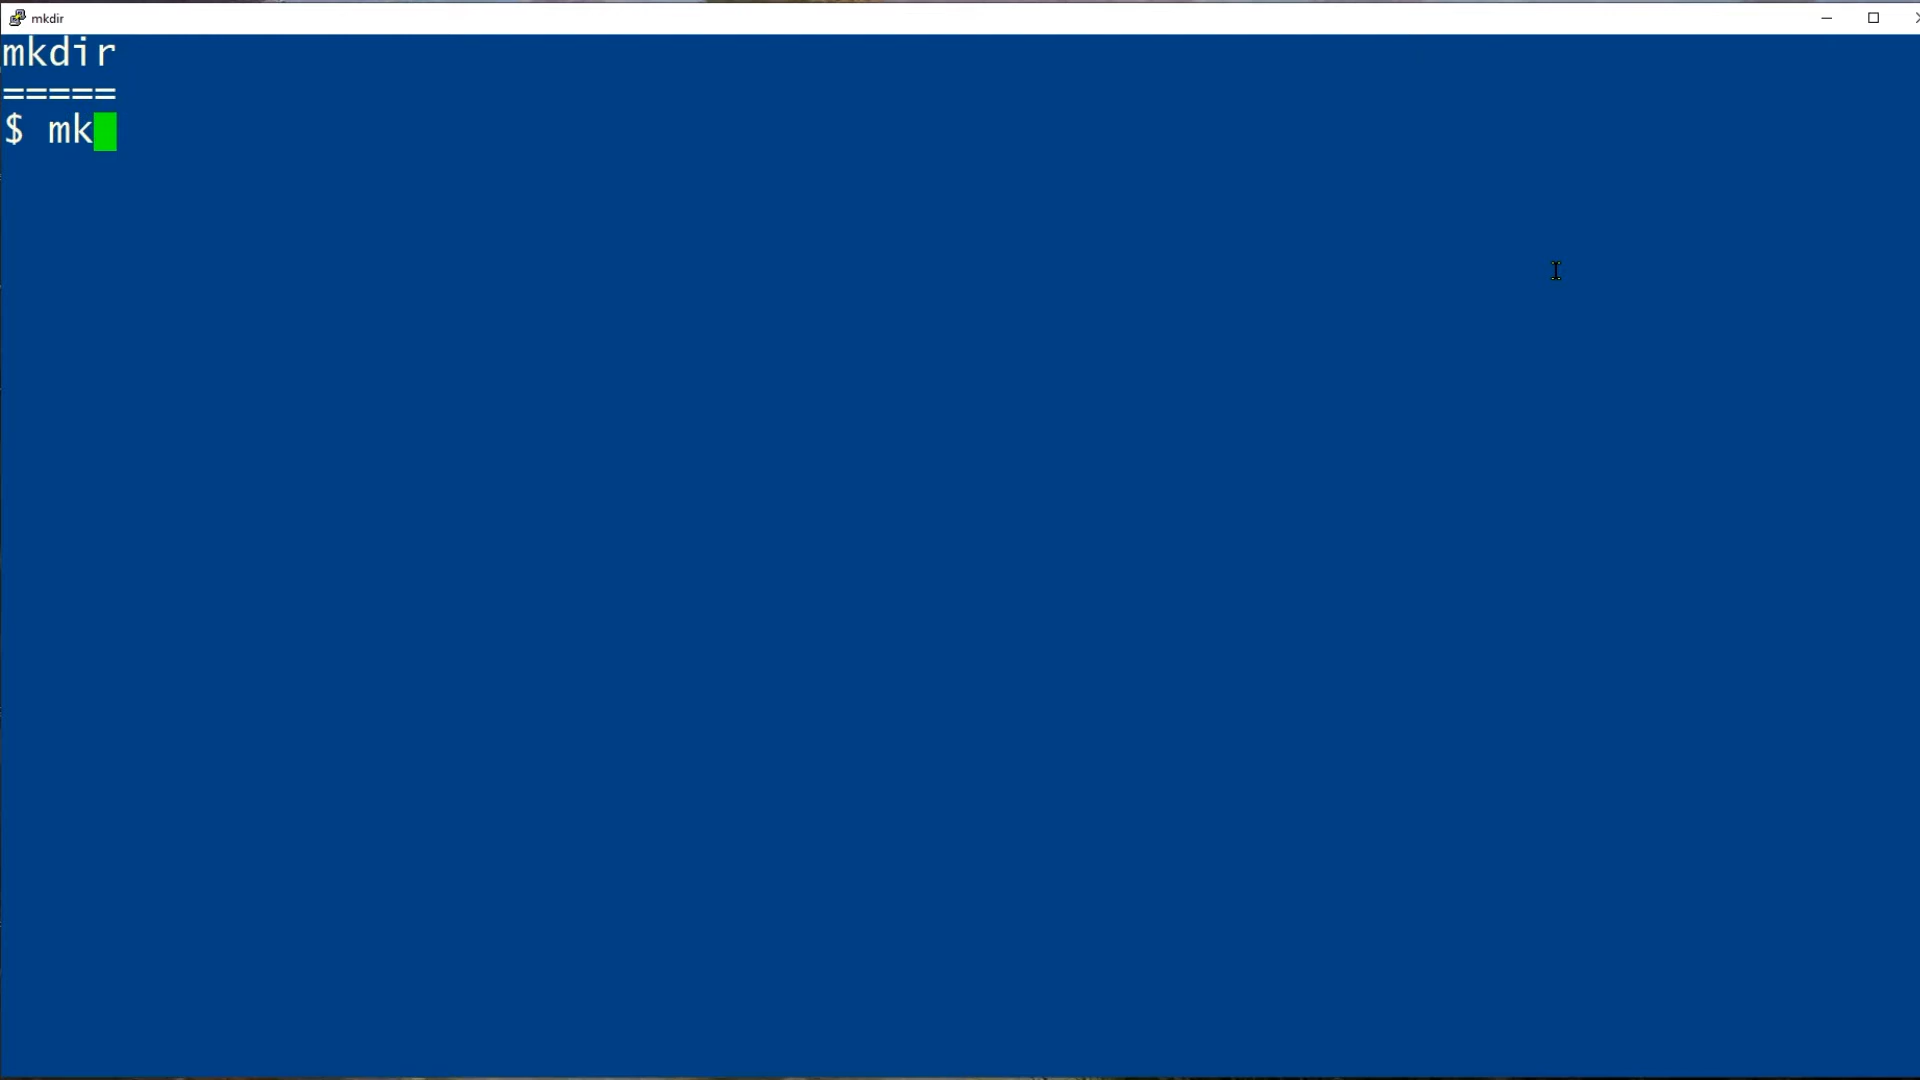 mkdir
mkdir
=====
$ mk